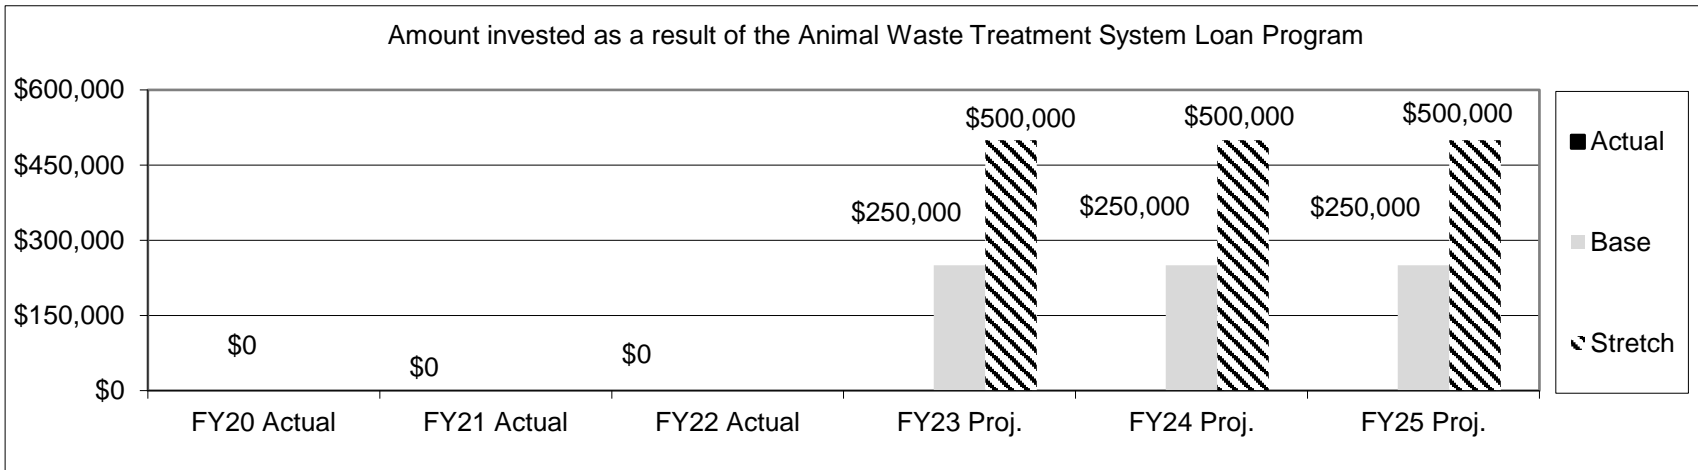 Amount invested as a result of the Animal Waste Treatment System Loan Program
$600,000
$450,000
$300,000
$150,000
$0
$0
$0
$0
$250,000
$500,000
$250,000
$500,000
$250,000
$500,000
FY20 Actual
FY21 Actual
FY22 Actual
FY23 Proj.
FY24 Proj.
FY25 Proj.
Actual
Base
Stretch